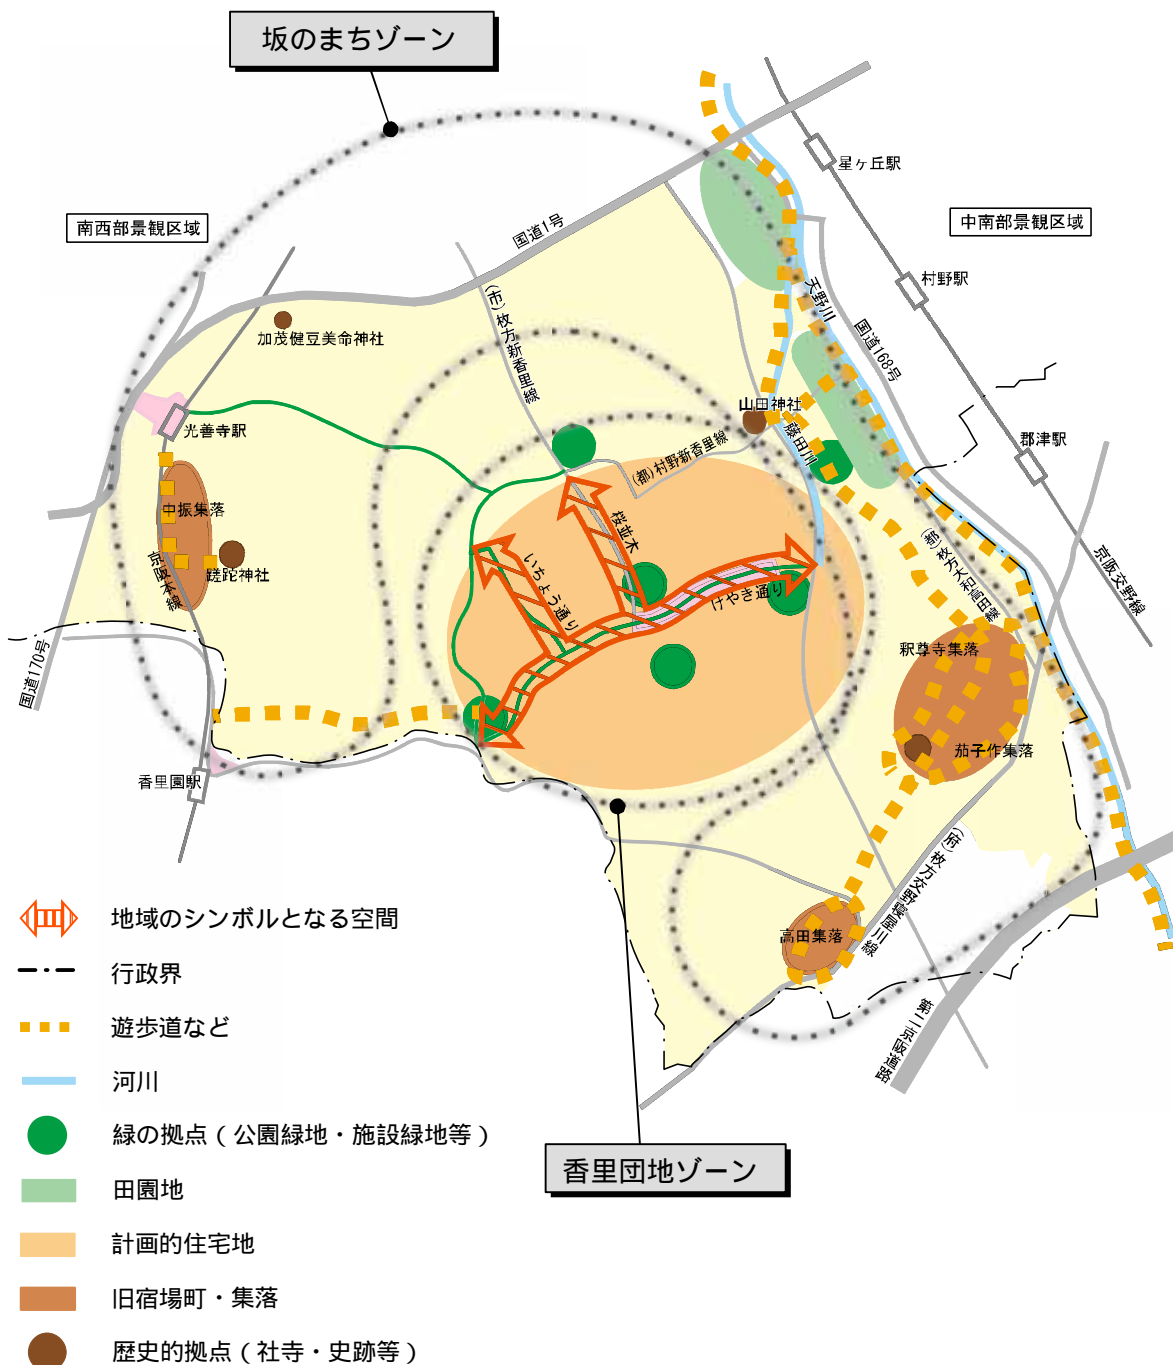 坂のまちゾーン
南西部景観区域
中南部景観区域
星ヶ丘駅
国道1号
村野駅
天野川
国道168号
(市)枚方新香里線
加茂健豆美命神社
山田神社
光善寺駅
藤田川
(都)村野新香里線
郡津駅
中振集落
桜並木
京阪本線
蹉跎神社
いちょう通り
けやき通り
(都)枚方大和高田線
京阪交野線
国道170号
釈尊寺集落
茄子作集落
香里園駅
(府)枚方交野寝屋川線
高田集落
第二京阪道路
香里団地ゾーン
地域のシンボルとなる空間
行政界
遊歩道など
河川
緑の拠点(公園緑地・施設緑地等)
田園地
計画的住宅地
旧宿場町・集落
歴史的拠点(社寺・史跡等)